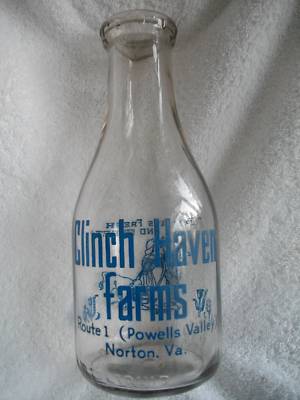 Clinch Haven
farms
Route 1 (Powells Valley
Norton, Va.